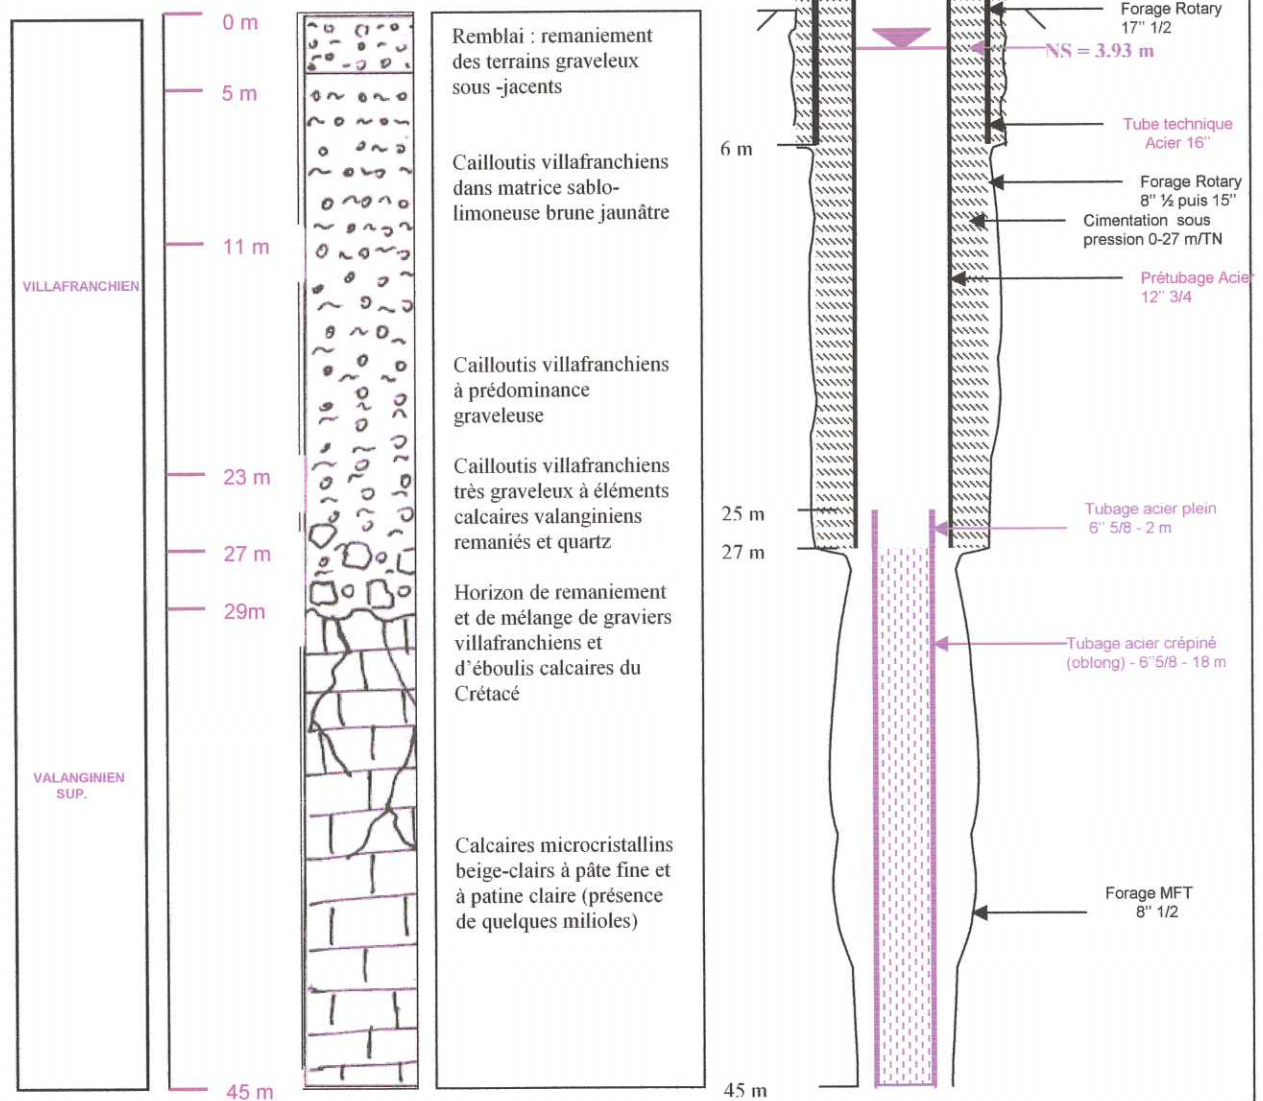 VILLAFRANCHIEN
VALANGINIEN
SUP.
0 m
5 m
11 m
23 m
27 m
29m
45 m
Remblai : remaniement
des terrains graveleux
sous -jacents
Cailloutis villafranchiens
dans matrice sablo-
limoneuse brune jaunâtre
Cailloutis villafranchiens
à prédominance
graveleuse
Cailloutis villafranchiens
très graveleux à éléments
calcaires valanginiens
remaniés et quartz
Horizon de remaniement
et de mélange de graviers
villafranchiens et
d'éboulis calcaires du
Crétacé
Calcaires microcristallins
beige-clairs à pâte fine et
à patine claire (présence
de quelques milioles)
6 m
25 m
27 m
45 m
Forage Rotary
17" 1/2
NS = 3.93 m
Tube technique
Acier 16"
Forage Rotary
8" ½ puis 15"
Cimentation sous
pression 0-27 m/TN
Prétubage Acier
12" 3/4
Tubage acier plein
6" 5/8 - 2 m
Tubage acier crépiné
(oblong) - 6"5/8 - 18 m
Forage MFT
8" 1/2